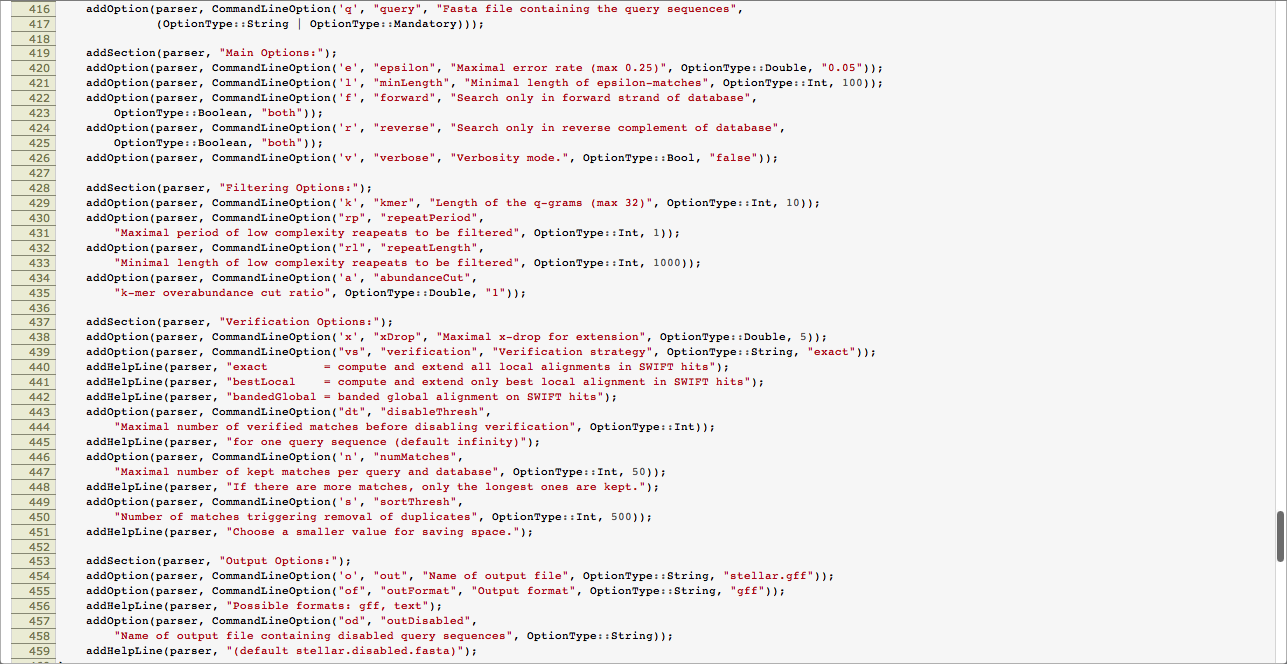 416 addOption(parser, CommandLineOption('q', "query", "Fasta file containing the query sequences",
417 (OptionType::String | OptionType::Mandatory)));
418
419 addSection(parser, "Main Options:");
420 addOption(parser, CommandLineOption('e', "epsilon", "Maximal error rate (max 0.25)", OptionType::Double, "0.05"));
421 addOption(parser, CommandLineOption('l', "minLength", "Minimal length of epsilon-matches", OptionType::Int, 100));
422 addOption(parser, CommandLineOption('f', "forward", "Search only in forward strand of database",
423 OptionType::Boolean, "both"));
424 addOption(parser, CommandLineOption('r', "reverse", "Search only in reverse complement of database",
425 OptionType::Boolean, "both"));
426 addOption(parser, CommandLineOption('v', "verbose", "Verbosity mode.", OptionType::Bool, "false"));
427
428 addSection(parser, "Filtering Options:");
429 addOption(parser, CommandLineOption('k', "kmer", "Length of the q-grams (max 32)", OptionType::Int, 10));
430 addOption(parser, CommandLineOption("rp", "repeatPeriod",
431 "Maximal period of low complexity reapeats to be filtered", OptionType::Int, 1));
432 addOption(parser, CommandLineOption("rl", "repeatLength",
433 "Minimal length of low complexity reapeats to be filtered", OptionType::Int, 1000));
434 addOption(parser, CommandLineOption('a', "abundanceCut",
435 "k-mer overabundance cut ratio", OptionType::Double, "1"));
436
437 addSection(parser, "Verification Options:");
438 addOption(parser, CommandLineOption('x', "xDrop", "Maximal x-drop for extension", OptionType::Double, 5));
439 addOption(parser, CommandLineOption("vs", "verification", "Verification strategy", OptionType::String, "exact"));
440 addHelpLine(parser, "exact = compute and extend all local alignments in SWIFT hits");
441 addHelpLine(parser, "bestLocal = compute and extend only best local alignment in SWIFT hits");
442 addHelpLine(parser, "bandedGlobal = banded global alignment on SWIFT hits");
443 addOption(parser, CommandLineOption("dt", "disableThresh",
444 "Maximal number of verified matches before disabling verification", OptionType::Int));
445 addHelpLine(parser, "for one query sequence (default infinity)");
446 addOption(parser, CommandLineOption('n', "numMatches",
447 "Maximal number of kept matches per query and database", OptionType::Int, 50));
448 addHelpLine(parser, "If there are more matches, only the longest ones are kept.");
449 addOption(parser, CommandLineOption('s', "sortThresh",
450 "Number of matches triggering removal of duplicates", OptionType::Int, 500));
451 addHelpLine(parser, "Choose a smaller value for saving space.");
452
453 addSection(parser, "Output Options:");
454 addOption(parser, CommandLineOption('o', "out", "Name of output file", OptionType::String, "stellar.gff"));
455 addOption(parser, CommandLineOption("of", "outFormat", "Output format", OptionType::String, "gff"));
456 addHelpLine(parser, "Possible formats: gff, text");
457 addOption(parser, CommandLineOption("od", "outDisabled",
458 "Name of output file containing disabled query sequences", OptionType::String));
459 addHelpLine(parser, "(default stellar.disabled.fasta)");